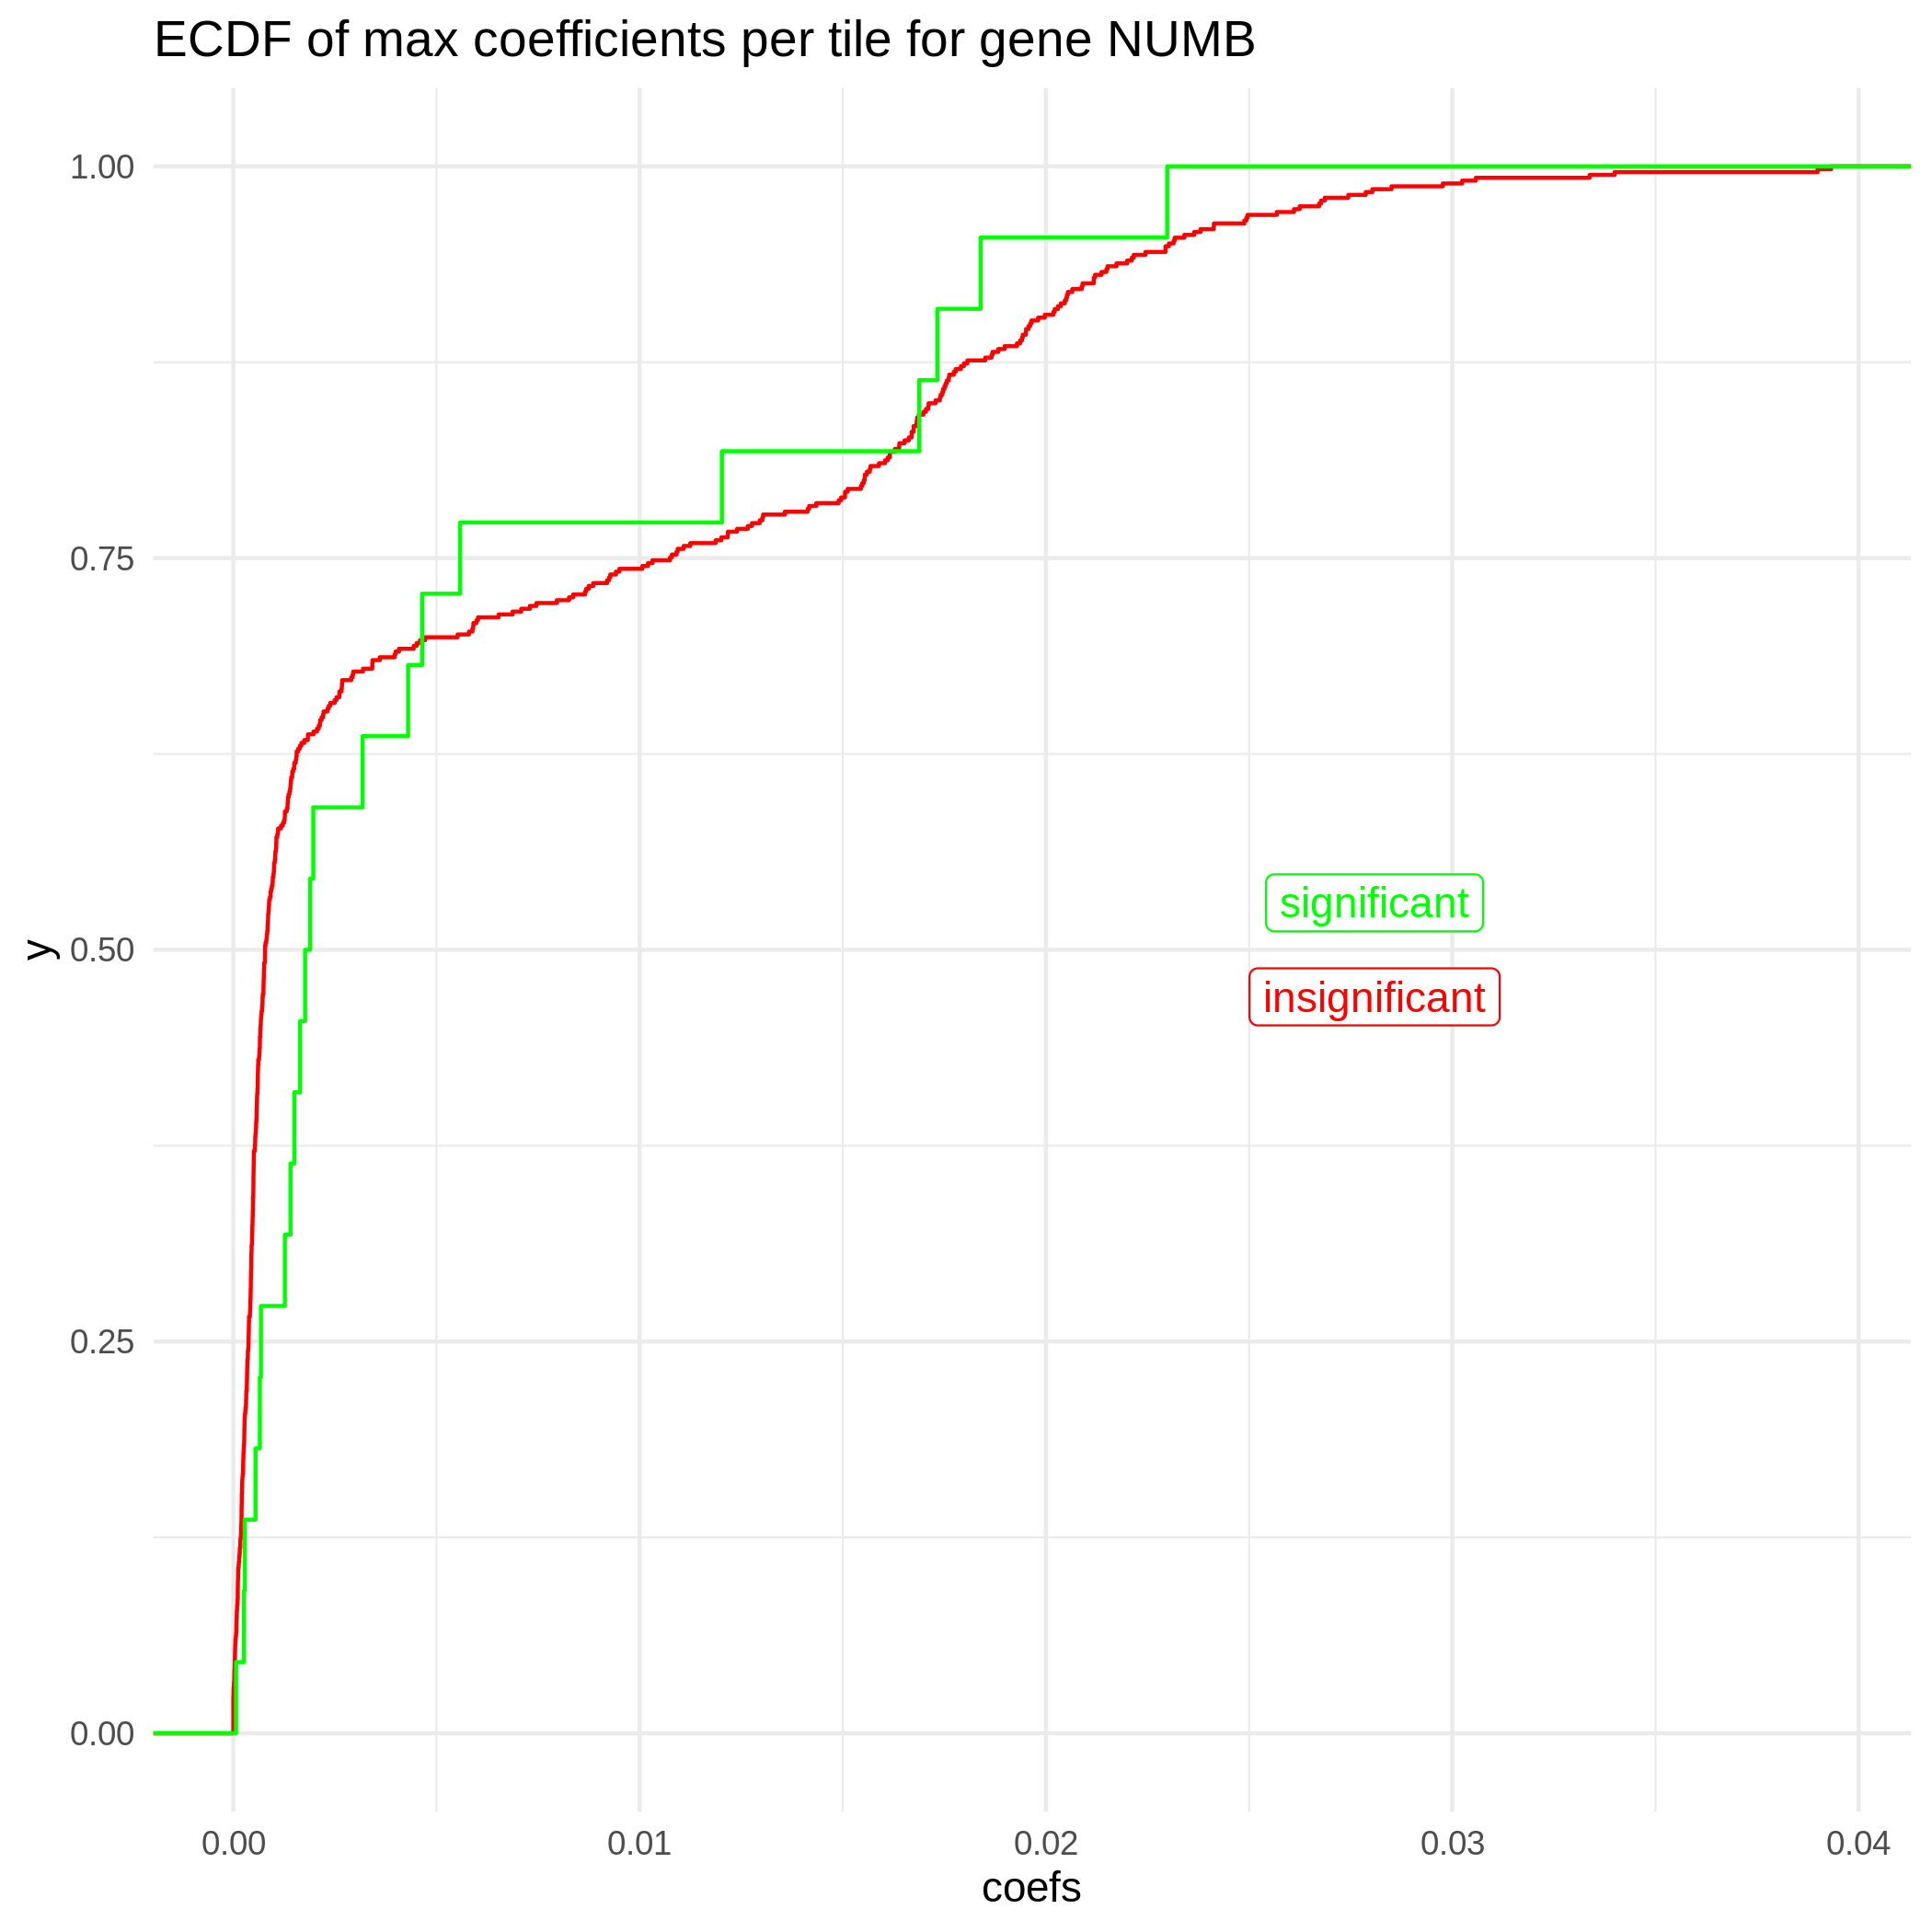 ECDF of max coefficients per tile for gene NUMB
1.00
0.75
0.50
0.25
0.00
y
significant
insignificant
0.00 0.01 0.02 0.03 0.04
coefs